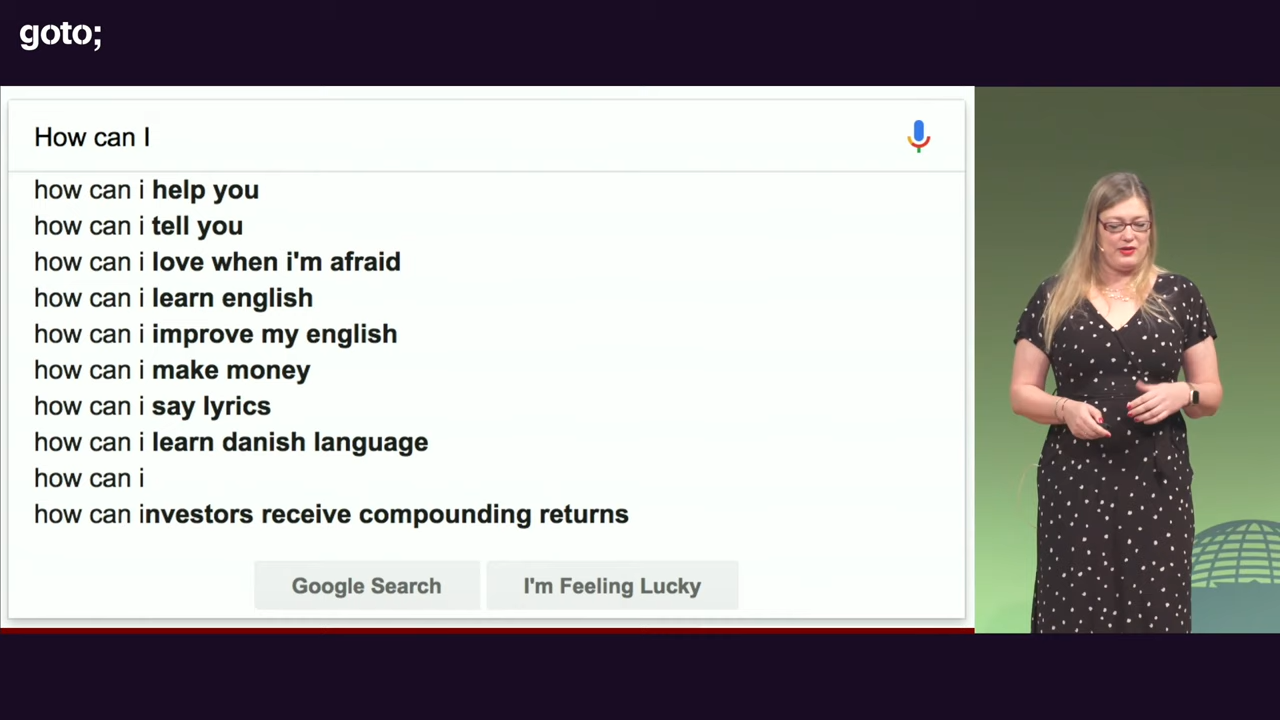 goto;
How can I
how can i help you
how can i tell you
how can i love when i'm afraid
how can i learn english
how can i improve my english
how can i make money
how can i say lyrics
how can i learn danish language
how can i
how can investors receive compounding returns
Google Search
I'm Feeling Lucky